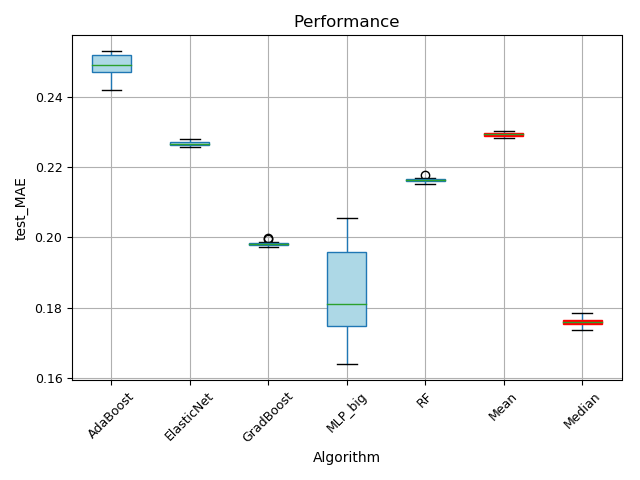 Performance
test_MAE
0.24
0.22
0.20
0.18
0.16
AdaBoost
ElasticNet
GradBoost
MLP_big
RF
Mean
Median
Algorithm